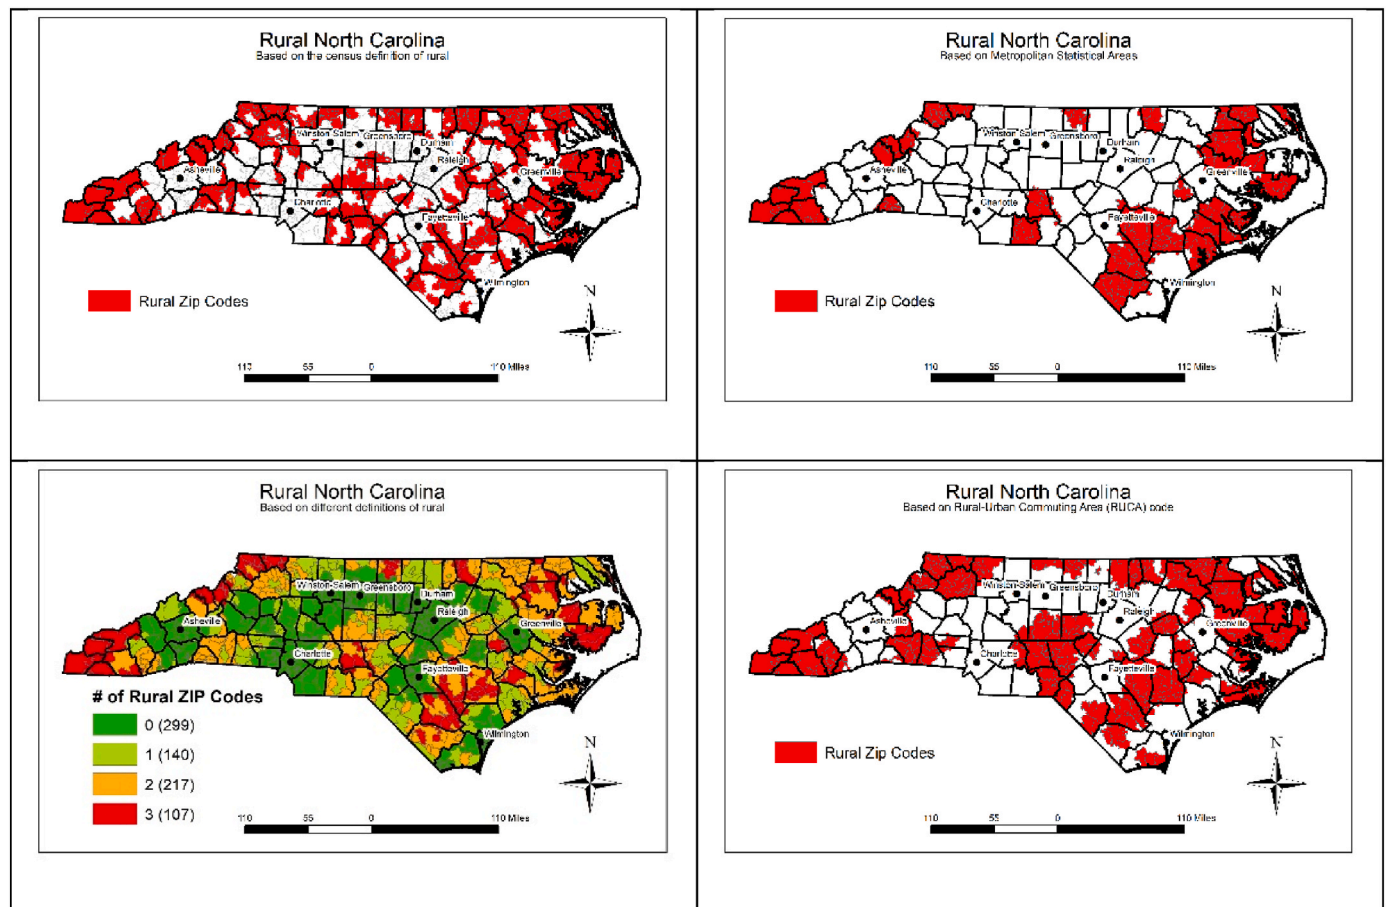 Rural North Carolina
Based on the census definition of rural
Winston-Salem
Greensboro
Durham
Raleigh
Asheville
Greenville
Charlotte
Fayetteville
Wilmington
N
Rural Zip Codes
110 55 0 110 Miles
Rural North Carolina
Based on Metropolitan Statistical Areas
Winston-Salem
Greensboro
Durham
Raleigh
Asheville
Greenville
Charlotte
Fayetteville
Wilmington
N
Rural Zip Codes
110 55 0 110 Miles
Rural North Carolina
Based on different definitions of rural
Winston-Salem
Greensboro
Durham
Raleigh
Asheville
Greenville
Charlotte
Fayetteville
# of Rural ZIP Codes
0 (299)
1 (140)
2 (217)
3 (107)
Wilmington
N
110 55 0 110 Miles
Rural North Carolina
Based on Rural-Urban Commuting Area (RUCA) code
Winston-Salem
Greensboro
Durham
Raleigh
Asheville
Greenville
Charlotte
Fayetteville
Wilmington
N
Rural Zip Codes
110 55 0 110 Miles